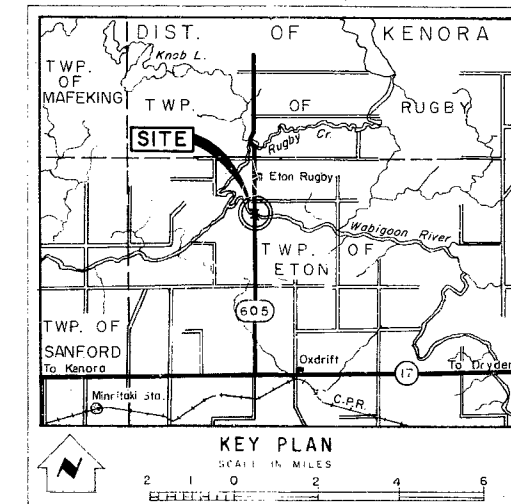 DIST. OF KENORA
Knob L.
TWP. OF MAFEKING
TWP. OF RUGBY
SITE
Rugby Cr.
Eton Rugby
Wabigoon River
TWP. OF ETON
605
TWP. OF SANFORD
To Kenora
Oxdrift
17
To Dryden
Minnitaki Sta.
C.P.R.
N
KEY PLAN
SCALE IN MILES
2 1 0 2 4 6